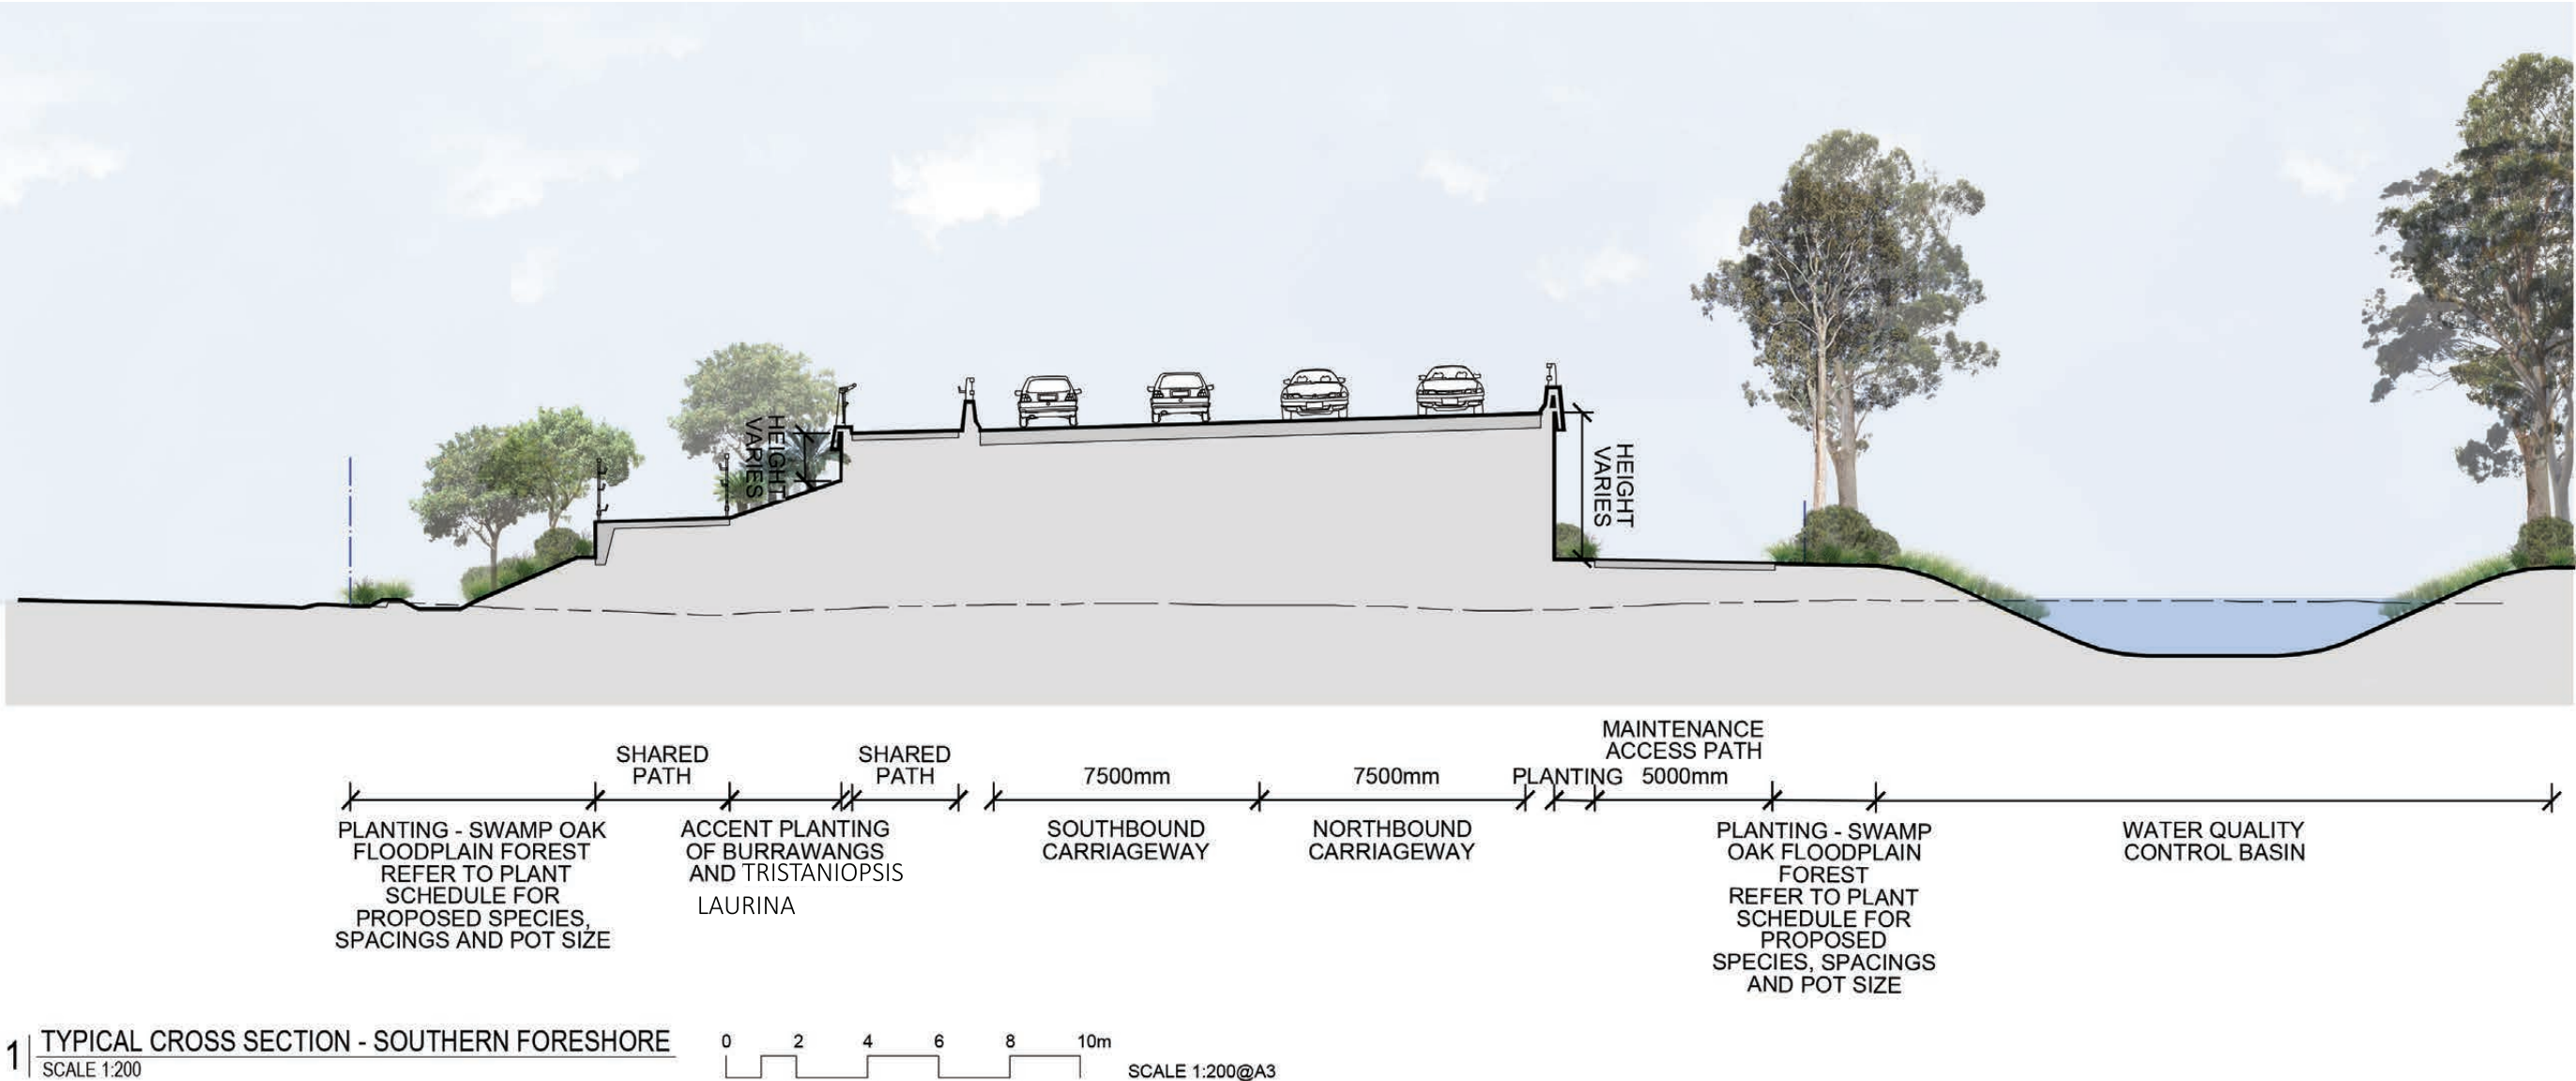 HEIGHT
VARIES
HEIGHT
VARIES
SHARED
PATH
SHARED
PATH
7500mm
7500mm
PLANTING
MAINTENANCE
ACCESS PATH
5000mm
PLANTING - SWAMP OAK
FLOODPLAIN FOREST
REFER TO PLANT
SCHEDULE FOR
PROPOSED SPECIES,
SPACINGS AND POT SIZE
ACCENT PLANTING
OF BURRAWANGS
AND TRISTANIOPSIS
LAURINA
SOUTHBOUND
CARRIAGEWAY
NORTHBOUND
CARRIAGEWAY
PLANTING - SWAMP
OAK FLOODPLAIN
FOREST
REFER TO PLANT
SCHEDULE FOR
PROPOSED
SPECIES, SPACINGS
AND POT SIZE
WATER QUALITY
CONTROL BASIN
1 TYPICAL CROSS SECTION - SOUTHERN FORESHORE
SCALE 1:200
0 2 4 6 8 10m
SCALE 1:200@A3